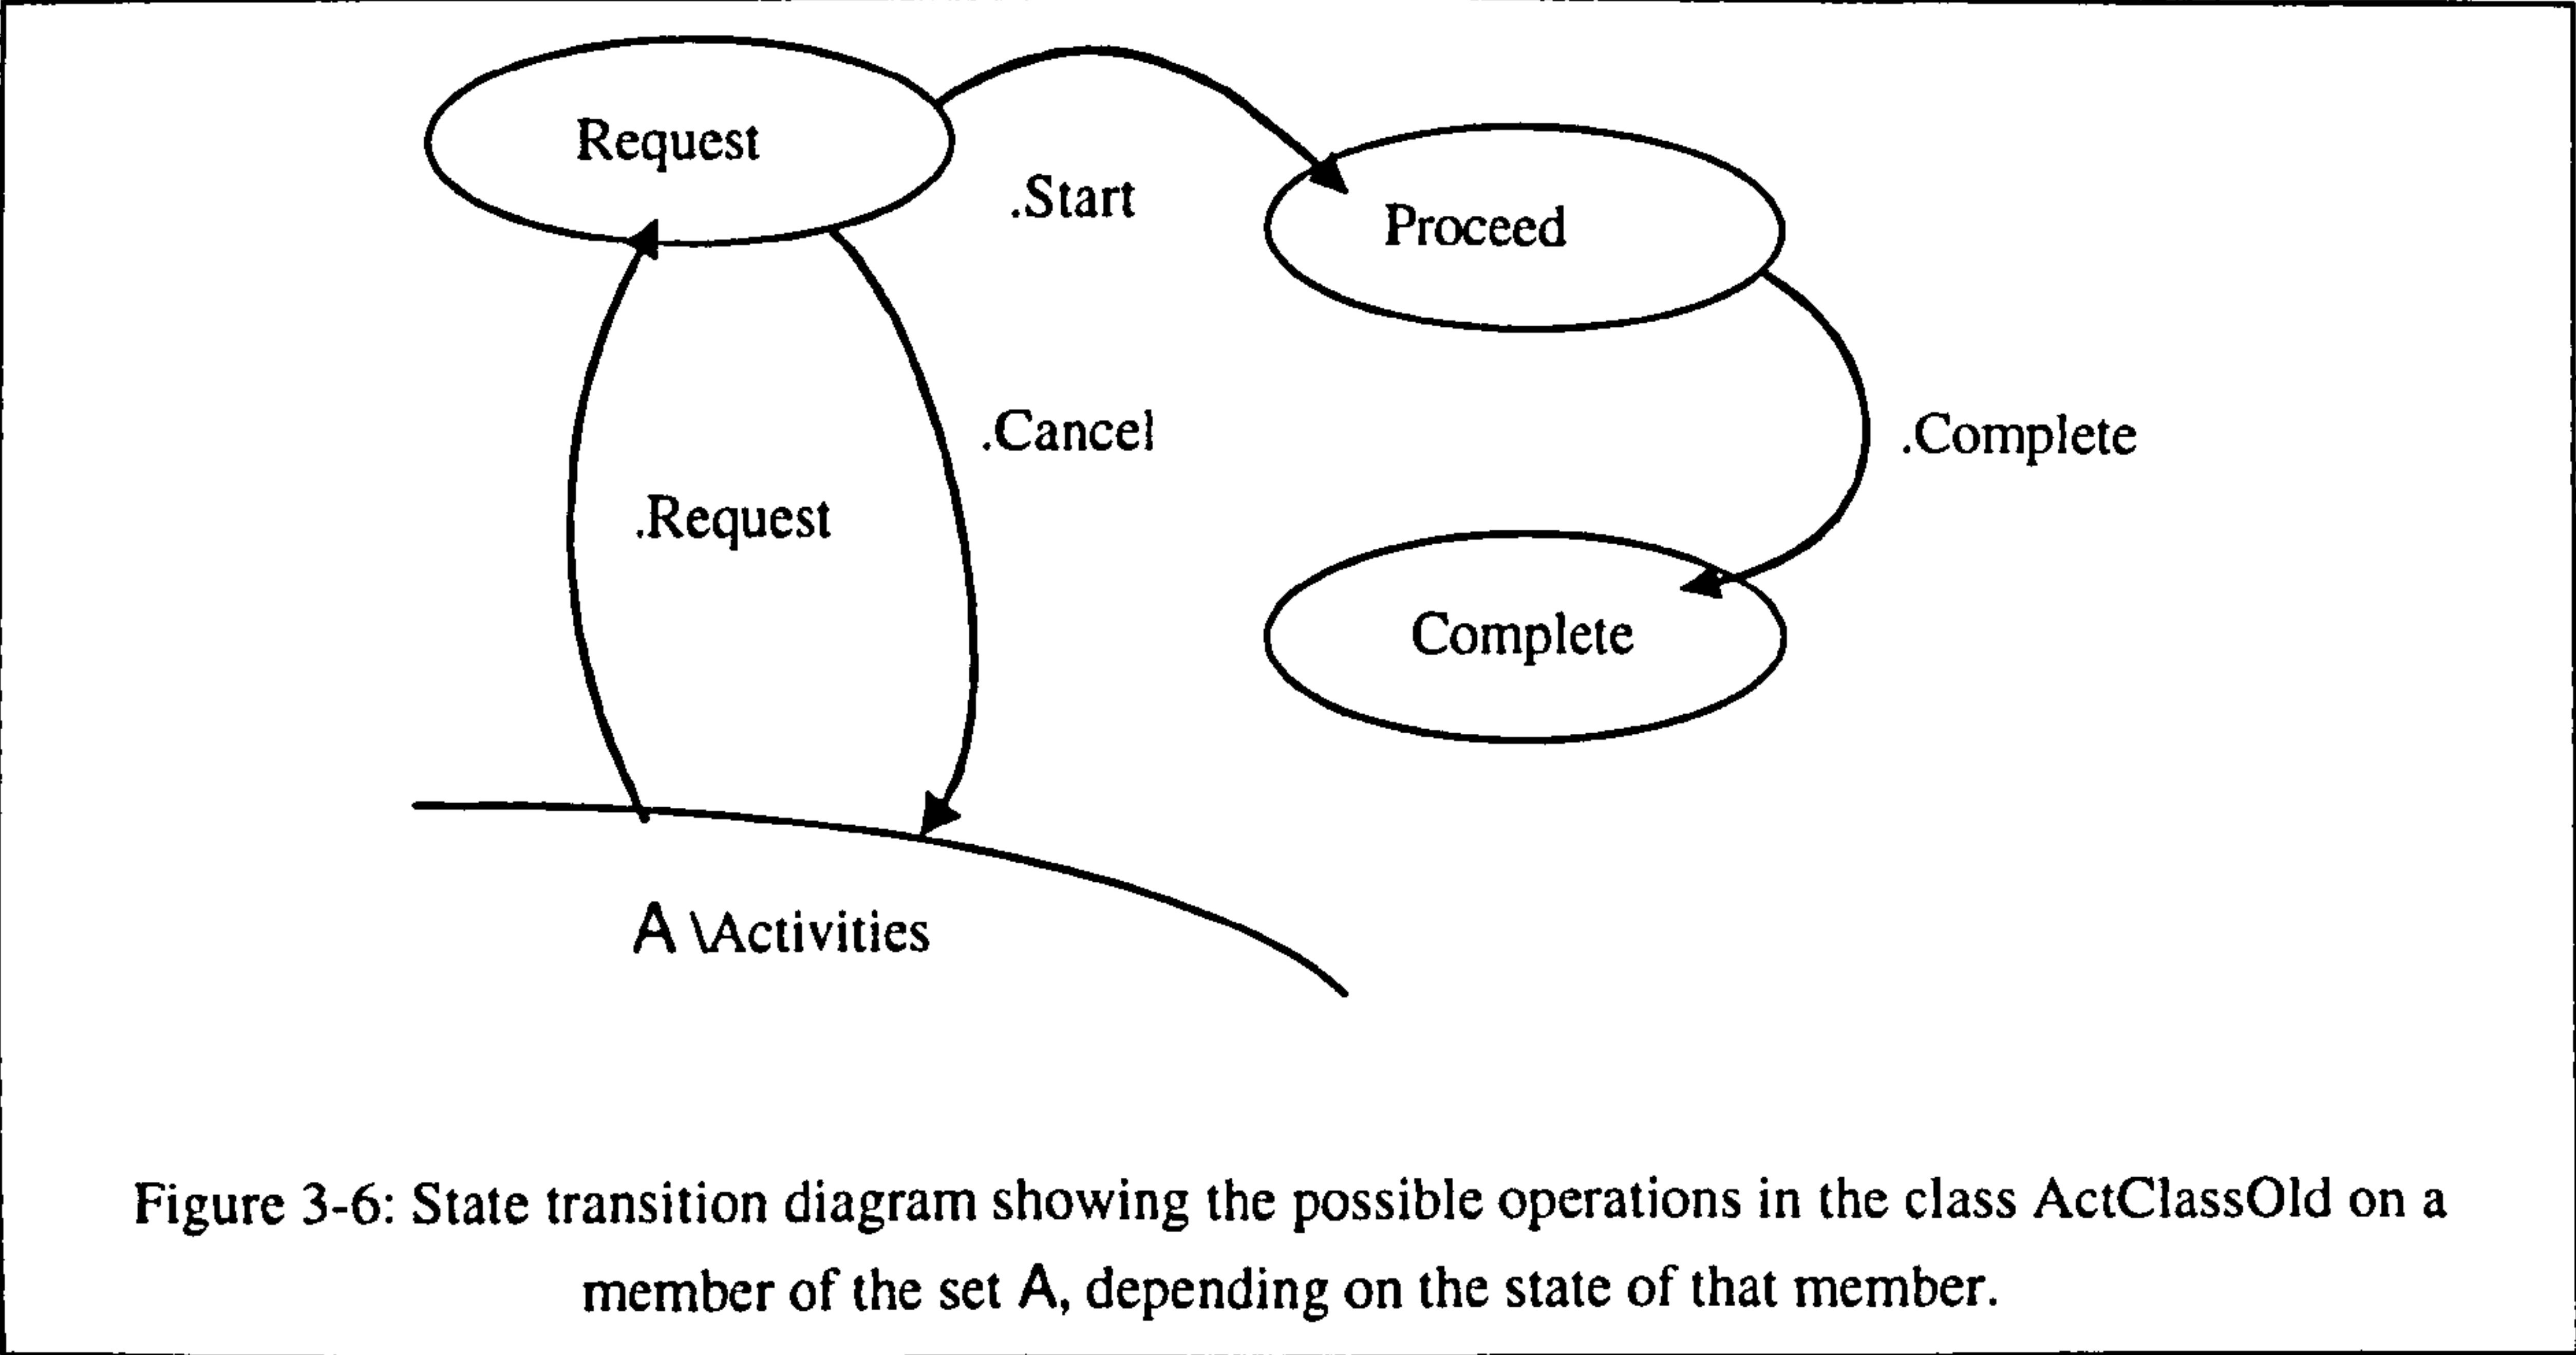 Request
.Start
Proceed
.Cancel
.Complete
.Request
Complete
A \Activities
Figure 3-6: State transition diagram showing the possible operations in the class ActClassOld on a
member of the set A, depending on the state of that member.